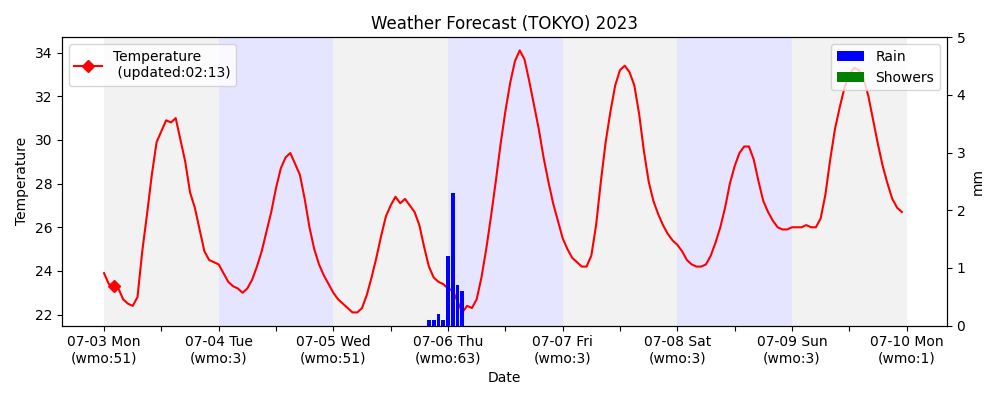 Weather Forecast (TOKYO) 2023
Temperature
(updated:02:13)
Rain
Showers
34
32
30
28
26
24
22
Temperature
5
4
3
2
1
0
mm
07-03 Mon
(wmo:51)
07-04 Tue
(wmo:3)
07-05 Wed
(wmo:51)
07-06 Thu
(wmo:63)
07-07 Fri
(wmo:3)
07-08 Sat
(wmo:3)
07-09 Sun
(wmo:3)
07-10 Mon
(wmo:1)
Date